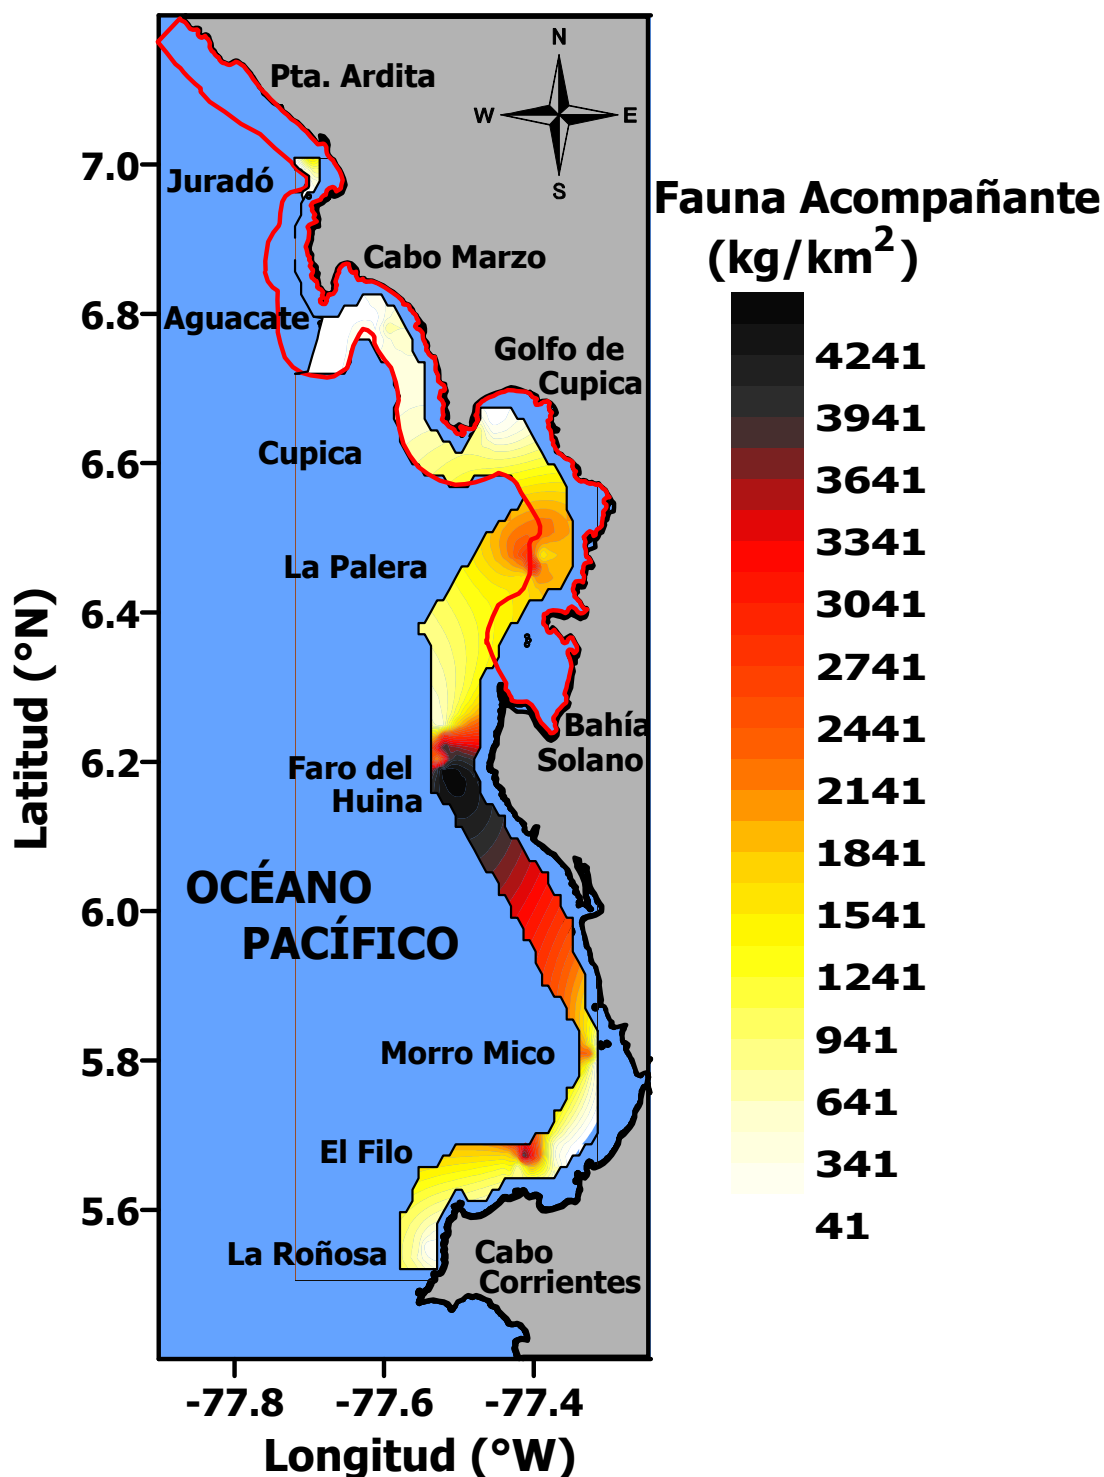 N
W
E
S
Pta. Ardita
7.0
Juradó
Cabo Marzo
6.8
Aguacate
Golfo de
Cupica
6.6
Cupica
La Palera
6.4
Bahía
Solano
6.2
Faro del
Huina
OCÉANO
PACÍFICO
6.0
5.8
Morro Mico
El Filo
5.6
La Roñosa
Cabo
Corrientes
Latitud (°N)
-77.8
-77.6
-77.4
Longitud (°W)
Fauna Acompañante
(kg/km²)
4241
3941
3641
3341
3041
2741
2441
2141
1841
1541
1241
941
641
341
41